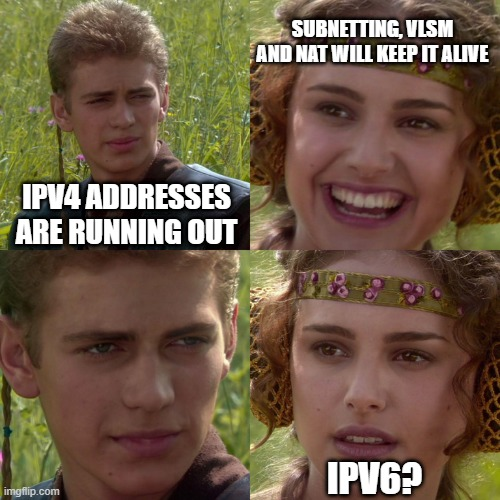 SUBNETTING, VLSM
AND NAT WILL KEEP IT ALIVE
IPV4 ADDRESSES
ARE RUNNING OUT
IPV6?
imgflip.com